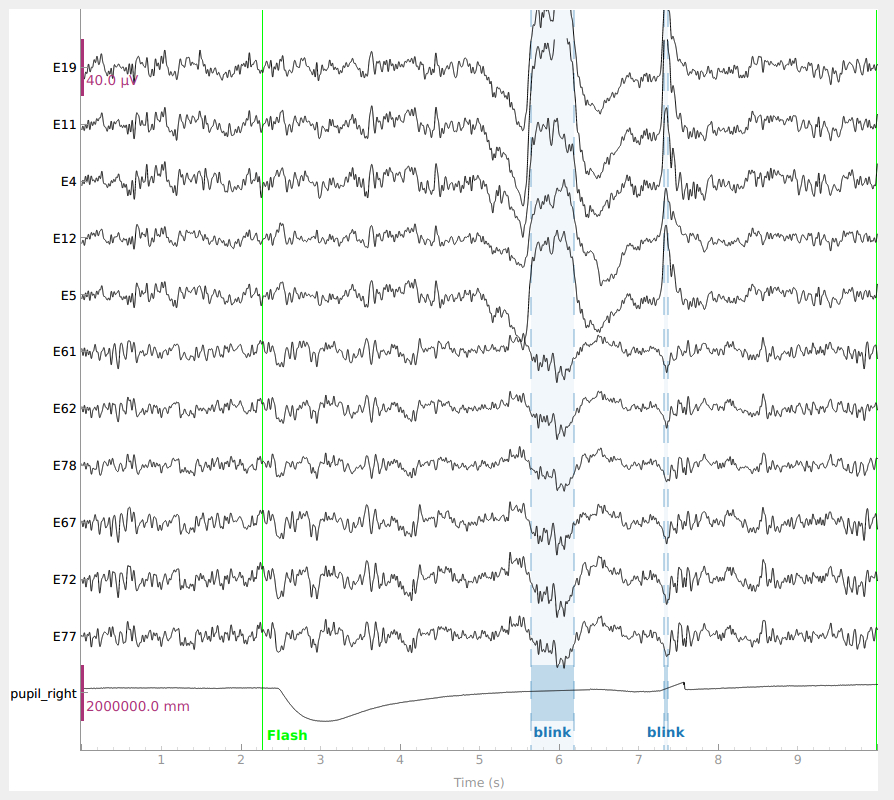 E19
40.0 µV
E11
E4
E12
E5
E61
E62
E78
E67
E72
E77
pupil_right
2000000.0 mm
Flash
blink
blink
1 2 3 4 5 6 7 8 9
Time (s)